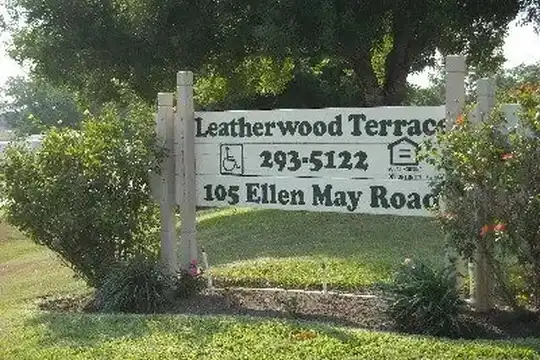 Leatherwood Terrace
293-5122
105 Ellen May Road